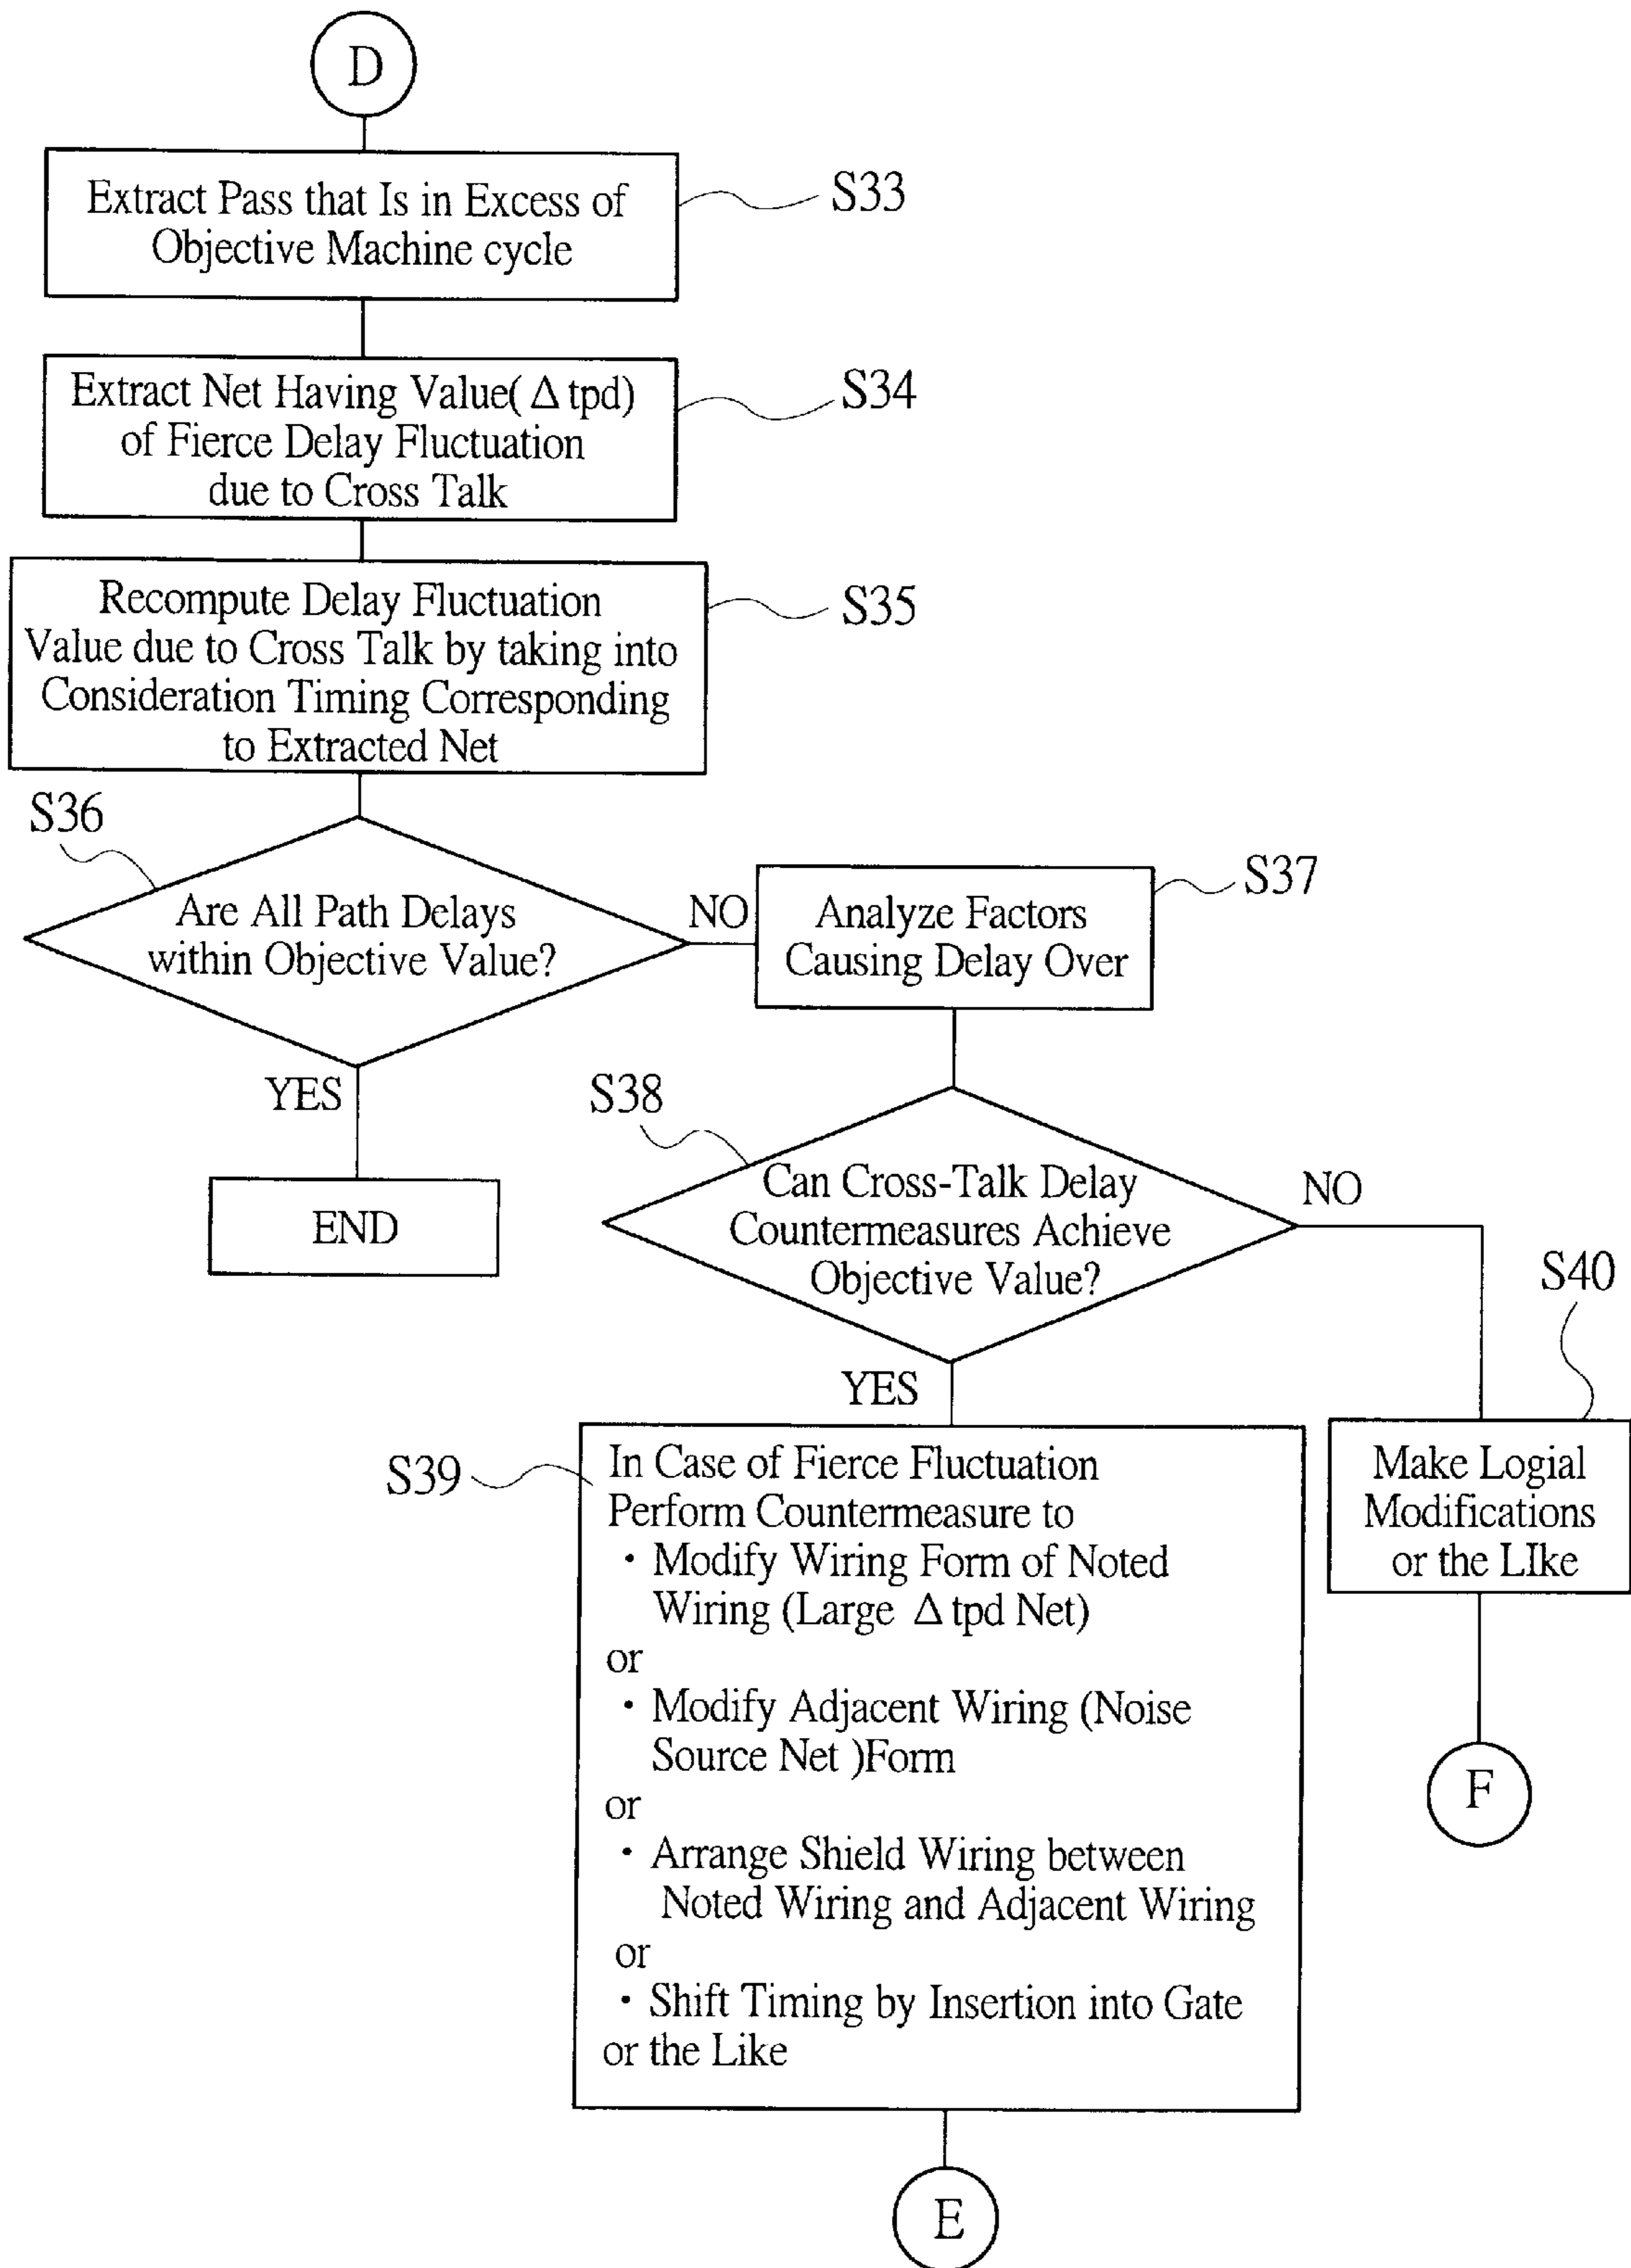 D
Extract Pass that Is in Excess of
Objective Machine cycle
S33
Extract Net Having Value( Δ tpd)
of Fierce Delay Fluctuation
due to Cross Talk
S34
Recompute Delay Fluctuation
Value due to Cross Talk by taking into
Consideration Timing Corresponding
to Extracted Net
S35
S36
Are All Path Delays
within Objective Value?
NO
YES
END
Analyze Factors
Causing Delay Over
S37
S38
Can Cross-Talk Delay
Countermeasures Achieve
Objective Value?
NO
YES
S39
In Case of Fierce Fluctuation
Perform Countermeasure to
・Modify Wiring Form of Noted
Wiring (Large Δ tpd Net)
or
・Modify Adjacent Wiring (Noise
Source Net )Form
or
・Arrange Shield Wiring between
Noted Wiring and Adjacent Wiring
or
・Shift Timing by Insertion into Gate
or the Like
E
S40
Make Logial
Modifications
or the LIke
F